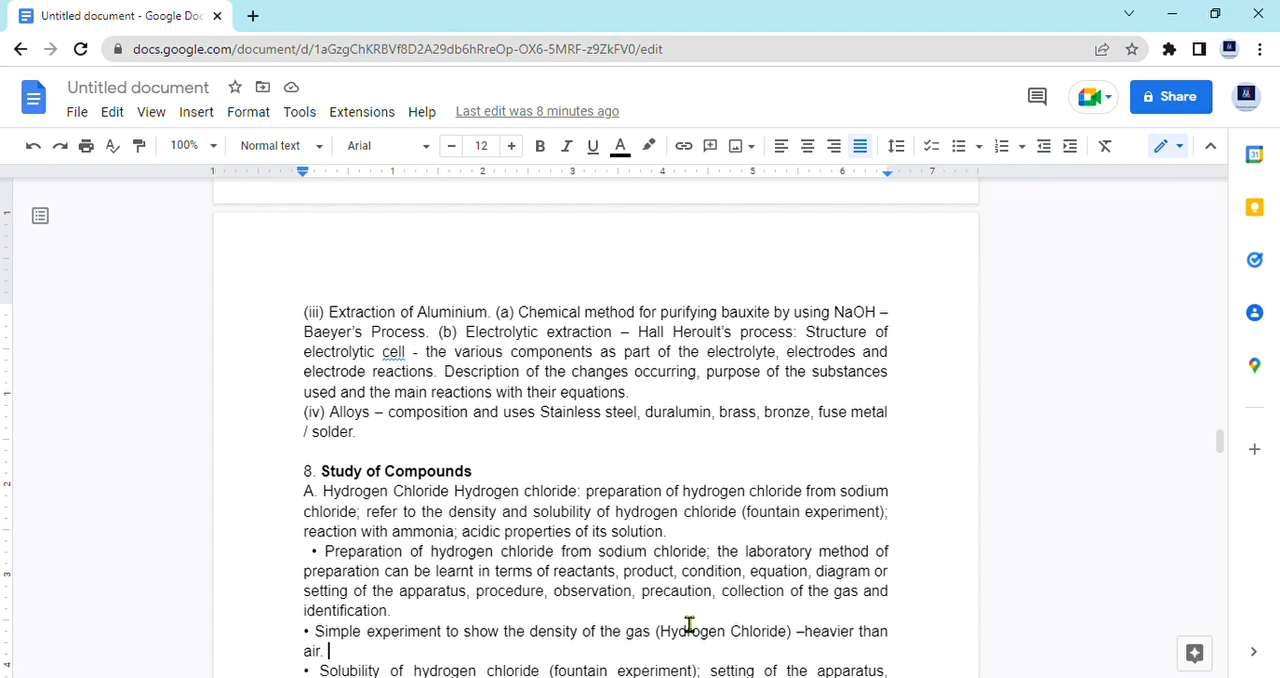 Untitled document - Google Doc
docs.google.com/document/d/1aGzgChKRBVf8D2A29db6hRreOp-OX6-5MRF-z9ZkFV0/edit
Untitled document
File Edit View Insert Format Tools Extensions Help Last edit was 8 minutes ago
Share
100% Normal text Arial 12
1 1 2 3 4 5 6 7
(iii) Extraction of Aluminium. (a) Chemical method for purifying bauxite by using NaOH –
Baeyer's Process. (b) Electrolytic extraction – Hall Heroult's process: Structure of
electrolytic cell - the various components as part of the electrolyte, electrodes and
electrode reactions. Description of the changes occurring, purpose of the substances
used and the main reactions with their equations.
(iv) Alloys – composition and uses Stainless steel, duralumin, brass, bronze, fuse metal
/ solder.
8. Study of Compounds
A. Hydrogen Chloride Hydrogen chloride: preparation of hydrogen chloride from sodium
chloride; refer to the density and solubility of hydrogen chloride (fountain experiment);
reaction with ammonia; acidic properties of its solution.
• Preparation of hydrogen chloride from sodium chloride; the laboratory method of
preparation can be learnt in terms of reactants, product, condition, equation, diagram or
setting of the apparatus, procedure, observation, precaution, collection of the gas and
identification.
• Simple experiment to show the density of the gas (Hydrogen Chloride) –heavier than
air.
• Solubility of hydrogen chloride (fountain experiment); setting of the apparatus,